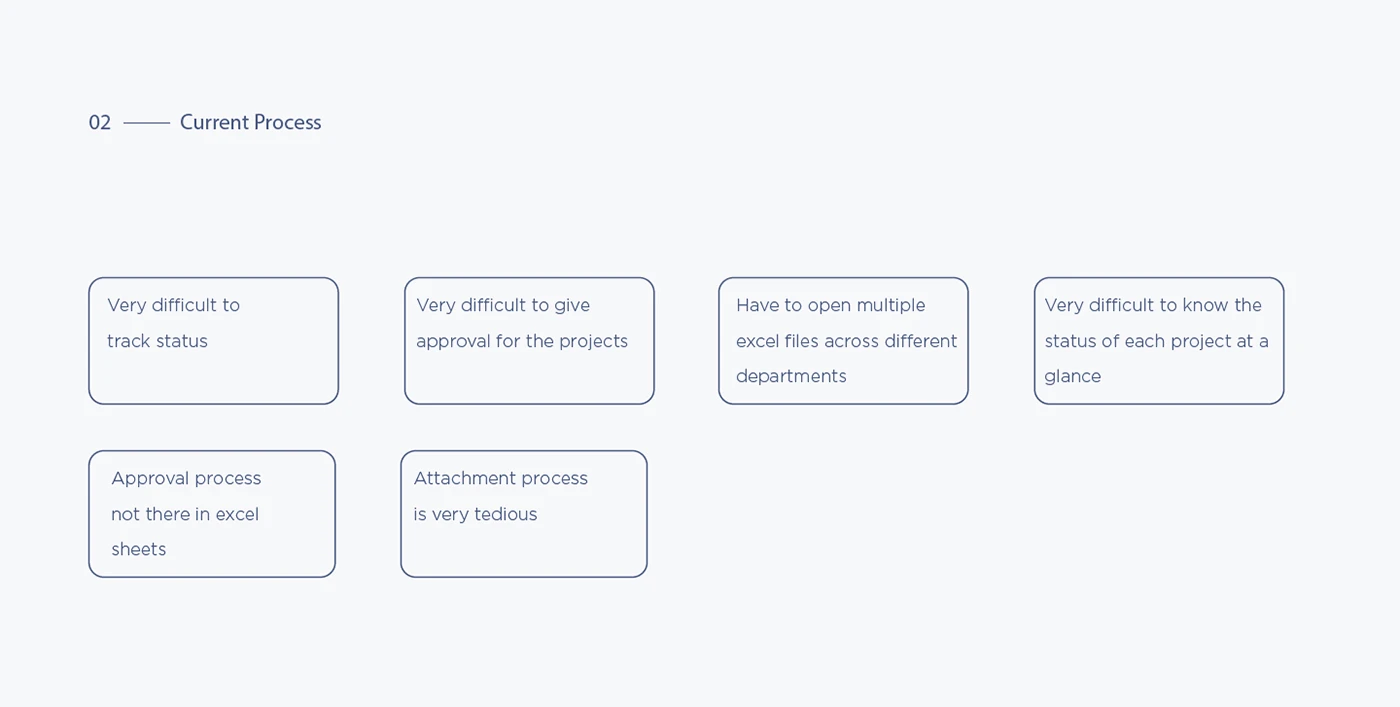 02 Current Process
Very difficult to
track status
Very difficult to give
approval for the projects
Have to open multiple
excel files across different
departments
Very difficult to know the
status of each project at a
glance
Approval process
not there in excel
sheets
Attachment process
is very tedious